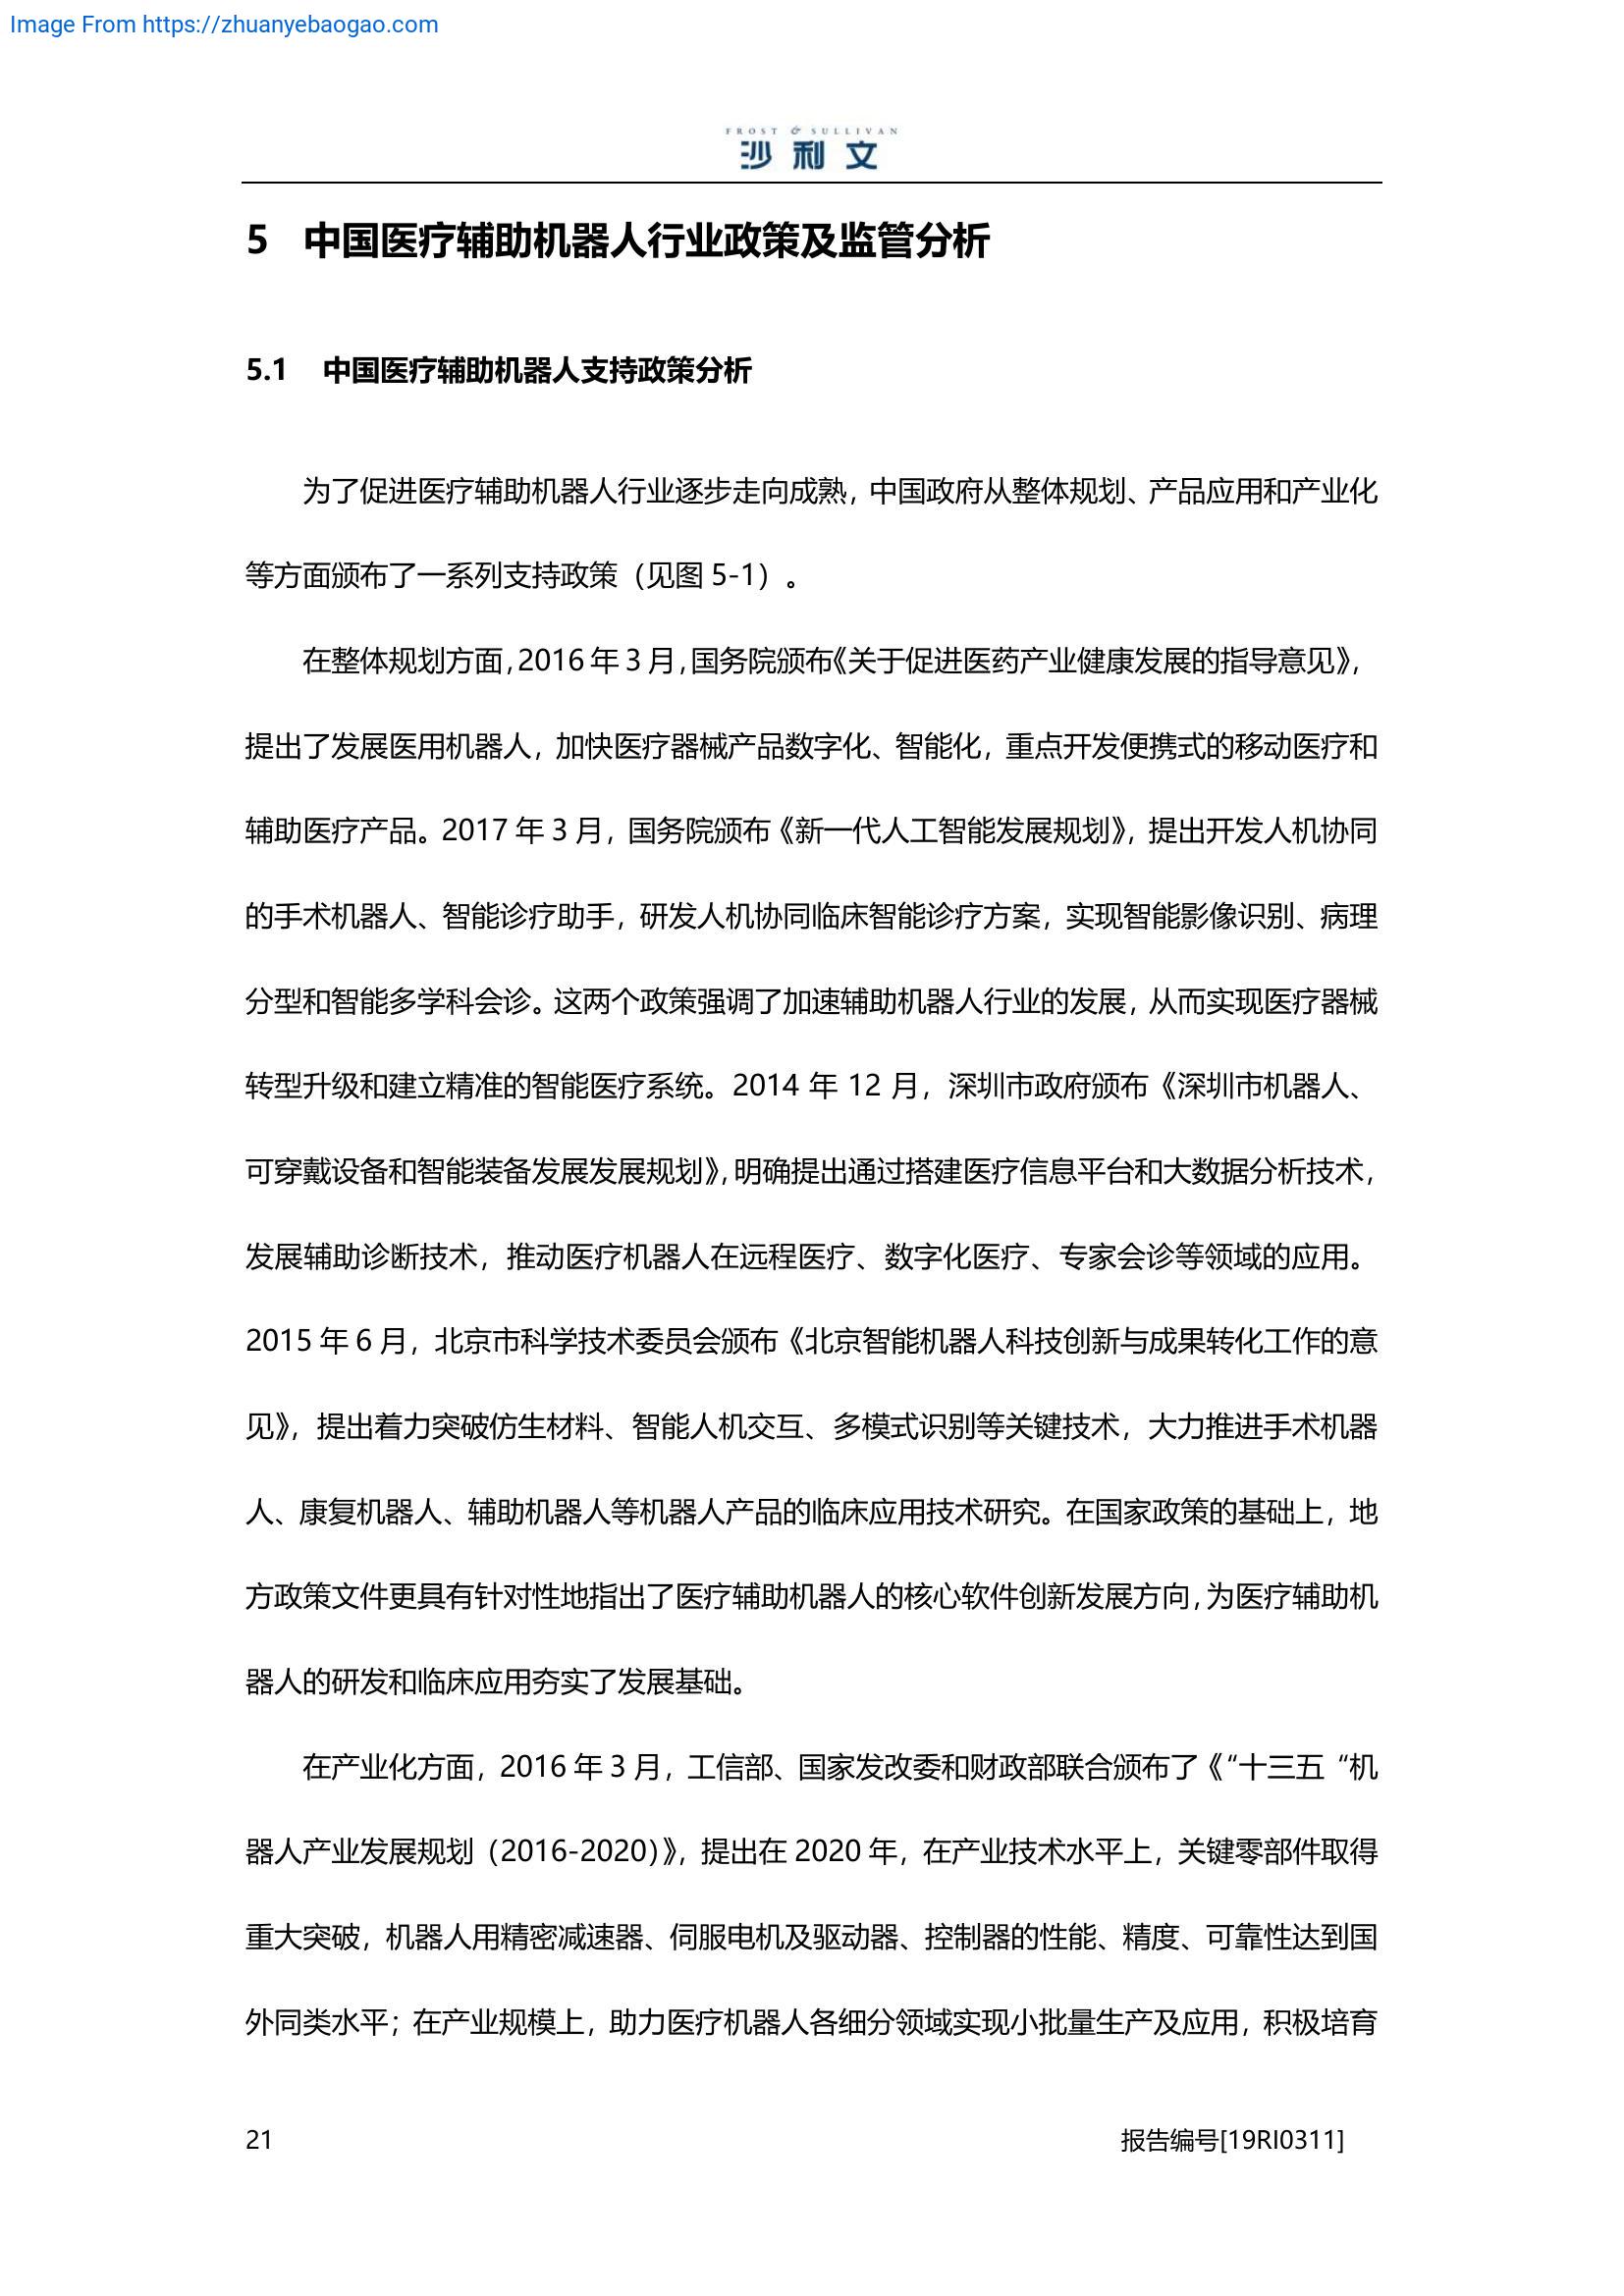 Image From https://zhuanyebaogao.com
FROST & SULLIVAN
沙利文
5 中国医疗辅助机器人行业政策及监管分析
5.1 中国医疗辅助机器人支持政策分析
为了促进医疗辅助机器人行业逐步走向成熟，中国政府从整体规划、产品应用和产业化
等方面颁布了一系列支持政策（见图 5-1）。
在整体规划方面，2016 年 3 月，国务院颁布《关于促进医药产业健康发展的指导意见》，
提出了发展医用机器人，加快医疗器械产品数字化、智能化，重点开发便携式的移动医疗和
辅助医疗产品。2017 年 3 月，国务院颁布《新一代人工智能发展规划》，提出开发人机协同
的手术机器人、智能诊疗助手，研发人机协同临床智能诊疗方案，实现智能影像识别、病理
分型和智能多学科会诊。这两个政策强调了加速辅助机器人行业的发展，从而实现医疗器械
转型升级和建立精准的智能医疗系统。2014 年 12 月，深圳市政府颁布《深圳市机器人、
可穿戴设备和智能装备发展发展规划》，明确提出通过搭建医疗信息平台和大数据分析技术，
发展辅助诊断技术，推动医疗机器人在远程医疗、数字化医疗、专家会诊等领域的应用。
2015 年 6 月，北京市科学技术委员会颁布《北京智能机器人科技创新与成果转化工作的意
见》，提出着力突破仿生材料、智能人机交互、多模式识别等关键技术，大力推进手术机器
人、康复机器人、辅助机器人等机器人产品的临床应用技术研究。在国家政策的基础上，地
方政策文件更具有针对性地指出了医疗辅助机器人的核心软件创新发展方向，为医疗辅助机
器人的研发和临床应用夯实了发展基础。
在产业化方面，2016 年 3 月，工信部、国家发改委和财政部联合颁布了《“十三五“机
器人产业发展规划（2016-2020）》，提出在 2020 年，在产业技术水平上，关键零部件取得
重大突破，机器人用精密减速器、伺服电机及驱动器、控制器的性能、精度、可靠性达到国
外同类水平；在产业规模上，助力医疗机器人各细分领域实现小批量生产及应用，积极培育
21 报告编号[19RI0311]